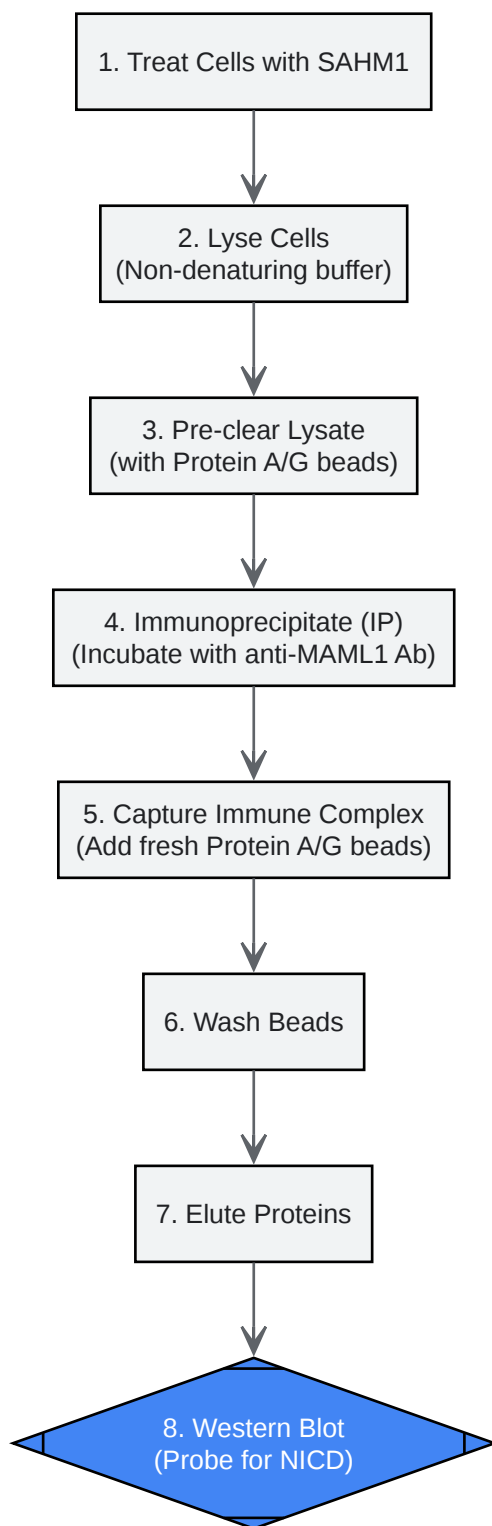 1. Treat Cells with SAHM1
2. Lyse Cells
(Non-denaturing buffer)
3. Pre-clear Lysate
(with Protein A/G beads)
4. Immunoprecipitate (IP)
(Incubate with anti-MAML1 Ab)
5. Capture Immune Complex
(Add fresh Protein A/G beads)
6. Wash Beads
7. Elute Proteins
8. Western Blot
(Probe for NICD)